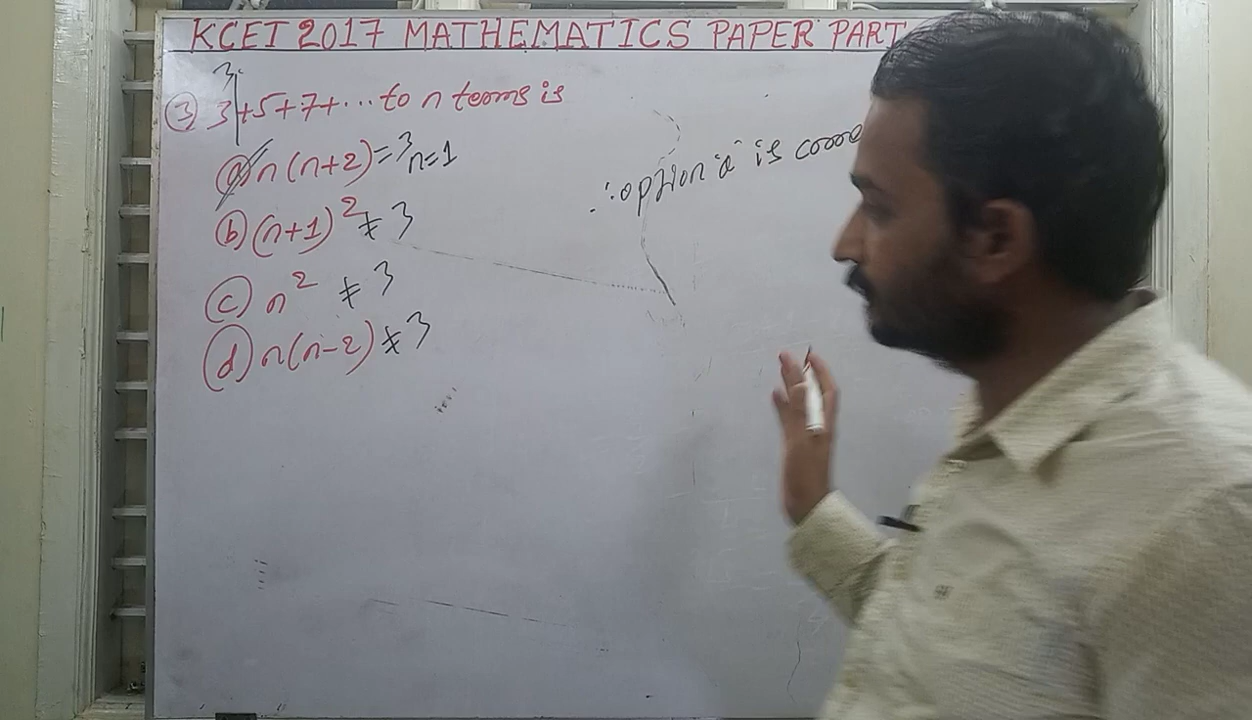 KCET 2017 MATHEMATICS PAPER PART
3
③ 3+5+7+... to n terms is
ⓐ n(n+2)=3 n=1
ⓑ (n+1)² ≠ 3
ⓒ n² ≠ 3
ⓓ n(n-2) ≠ 3
∴ option 'a' is